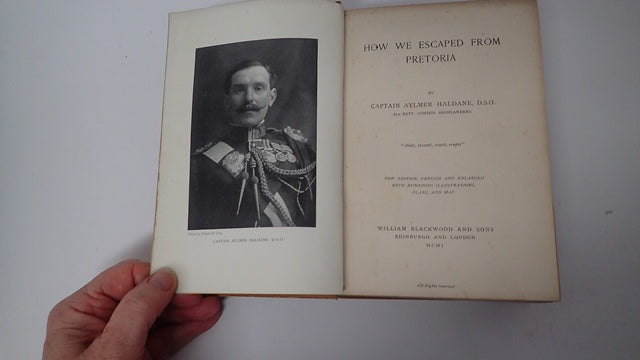 CAPTAIN AYLMER HALDANE, D.S.O.
HOW WE ESCAPED FROM
PRETORIA
BY
CAPTAIN AYLMER HALDANE, D.S.O.
2ND BATT. GORDON HIGHLANDERS
NEW EDITION, REVISED AND ENLARGED
WITH NUMEROUS ILLUSTRATIONS,
PLANS, AND MAP
WILLIAM BLACKWOOD AND SONS
EDINBURGH AND LONDON
MCMI
All Rights reserved